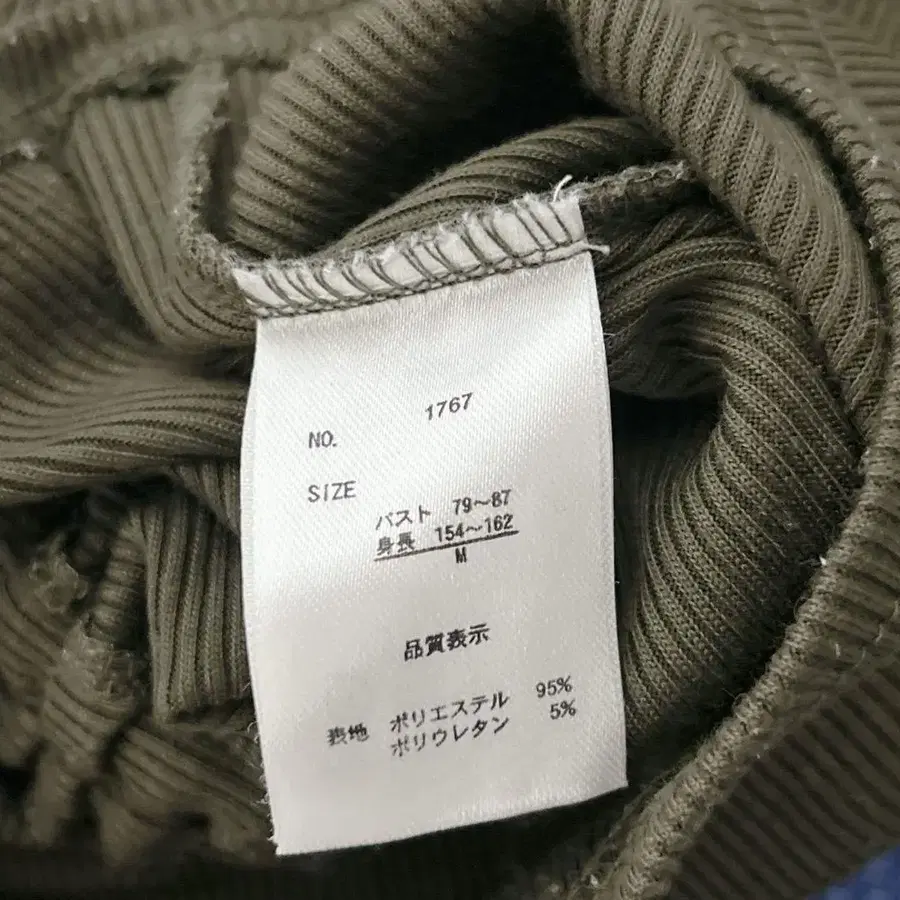 NO. 1767
SIZE
バスト 79～87
身長 154～162
M
品質表示
表地 ポリエステル 95%
ポリウレタン 5%